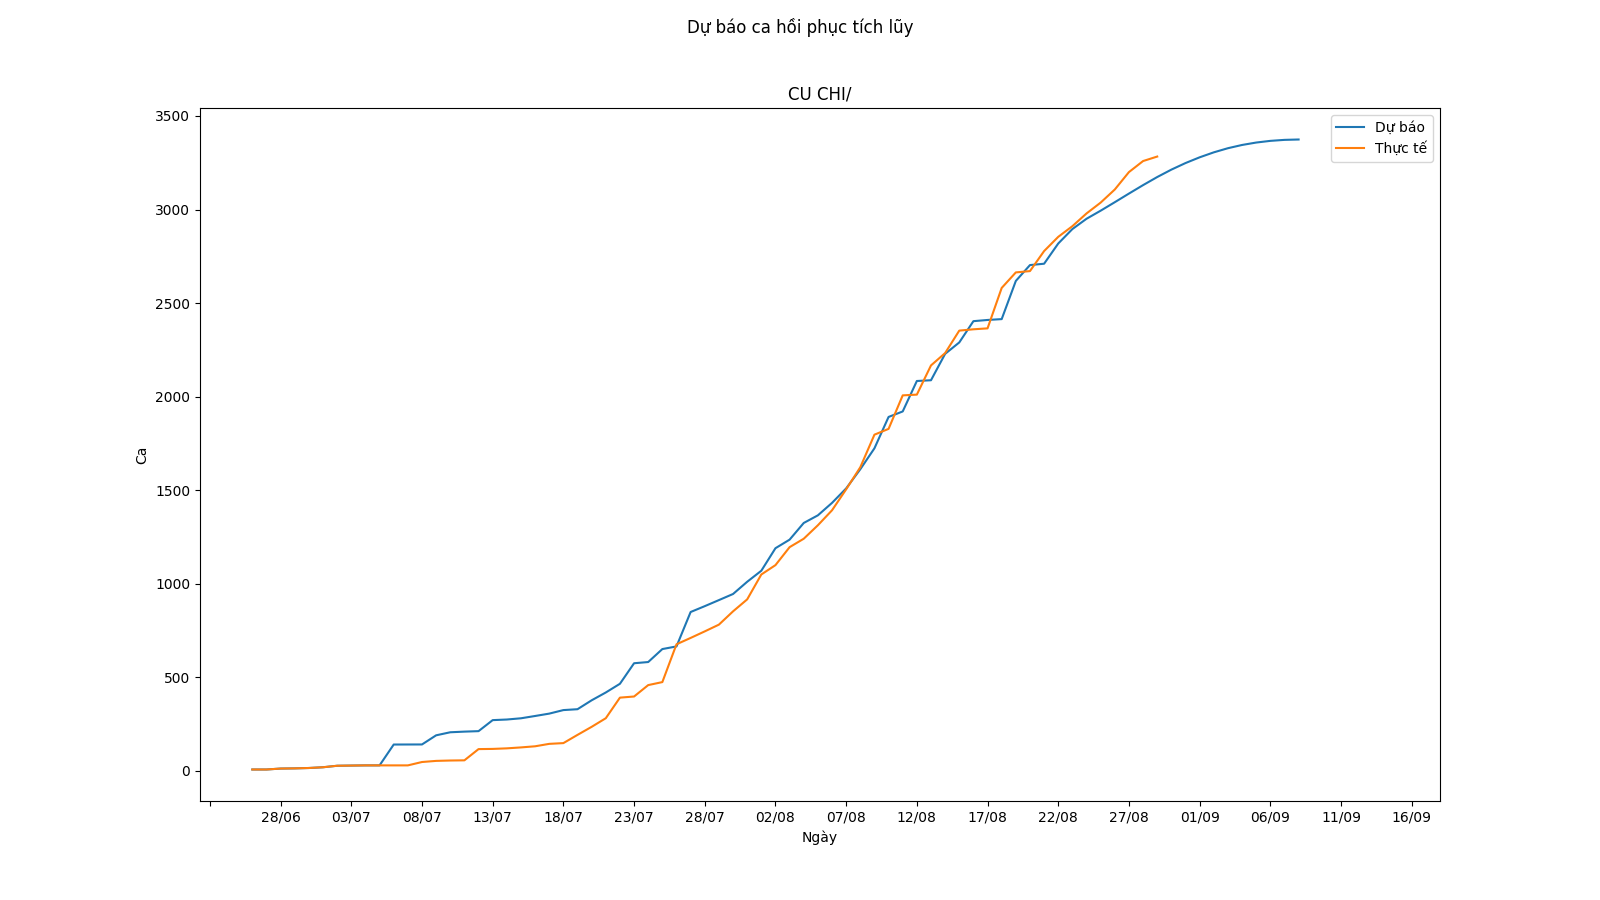 Dự báo ca hồi phục tích lũy
CU CHI/
3500
3000
2500
2000
1500
1000
500
0
Ca
Dự báo
Thực tế
28/06 03/07 08/07 13/07 18/07 23/07 28/07 02/08 07/08 12/08 17/08 22/08 27/08 01/09 06/09 11/09 16/09
Ngày